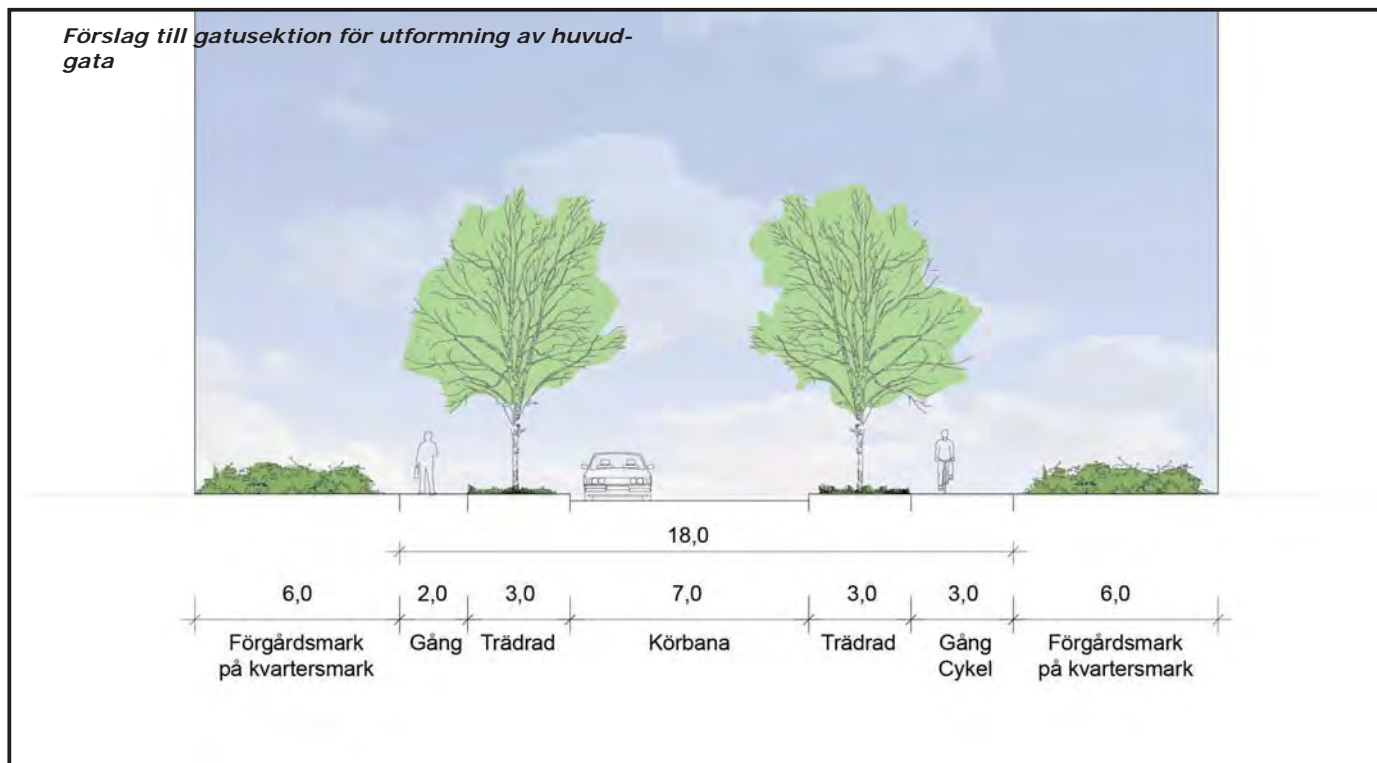 Förslag till gatusektion för utformning av huvud-
gata
18,0
6,0 2,0 3,0 7,0 3,0 3,0 6,0
Förgårdsmark Gång Trädrad Körbana Trädrad Gång Förgårdsmark
på kvartersmark Cykel på kvartersmark